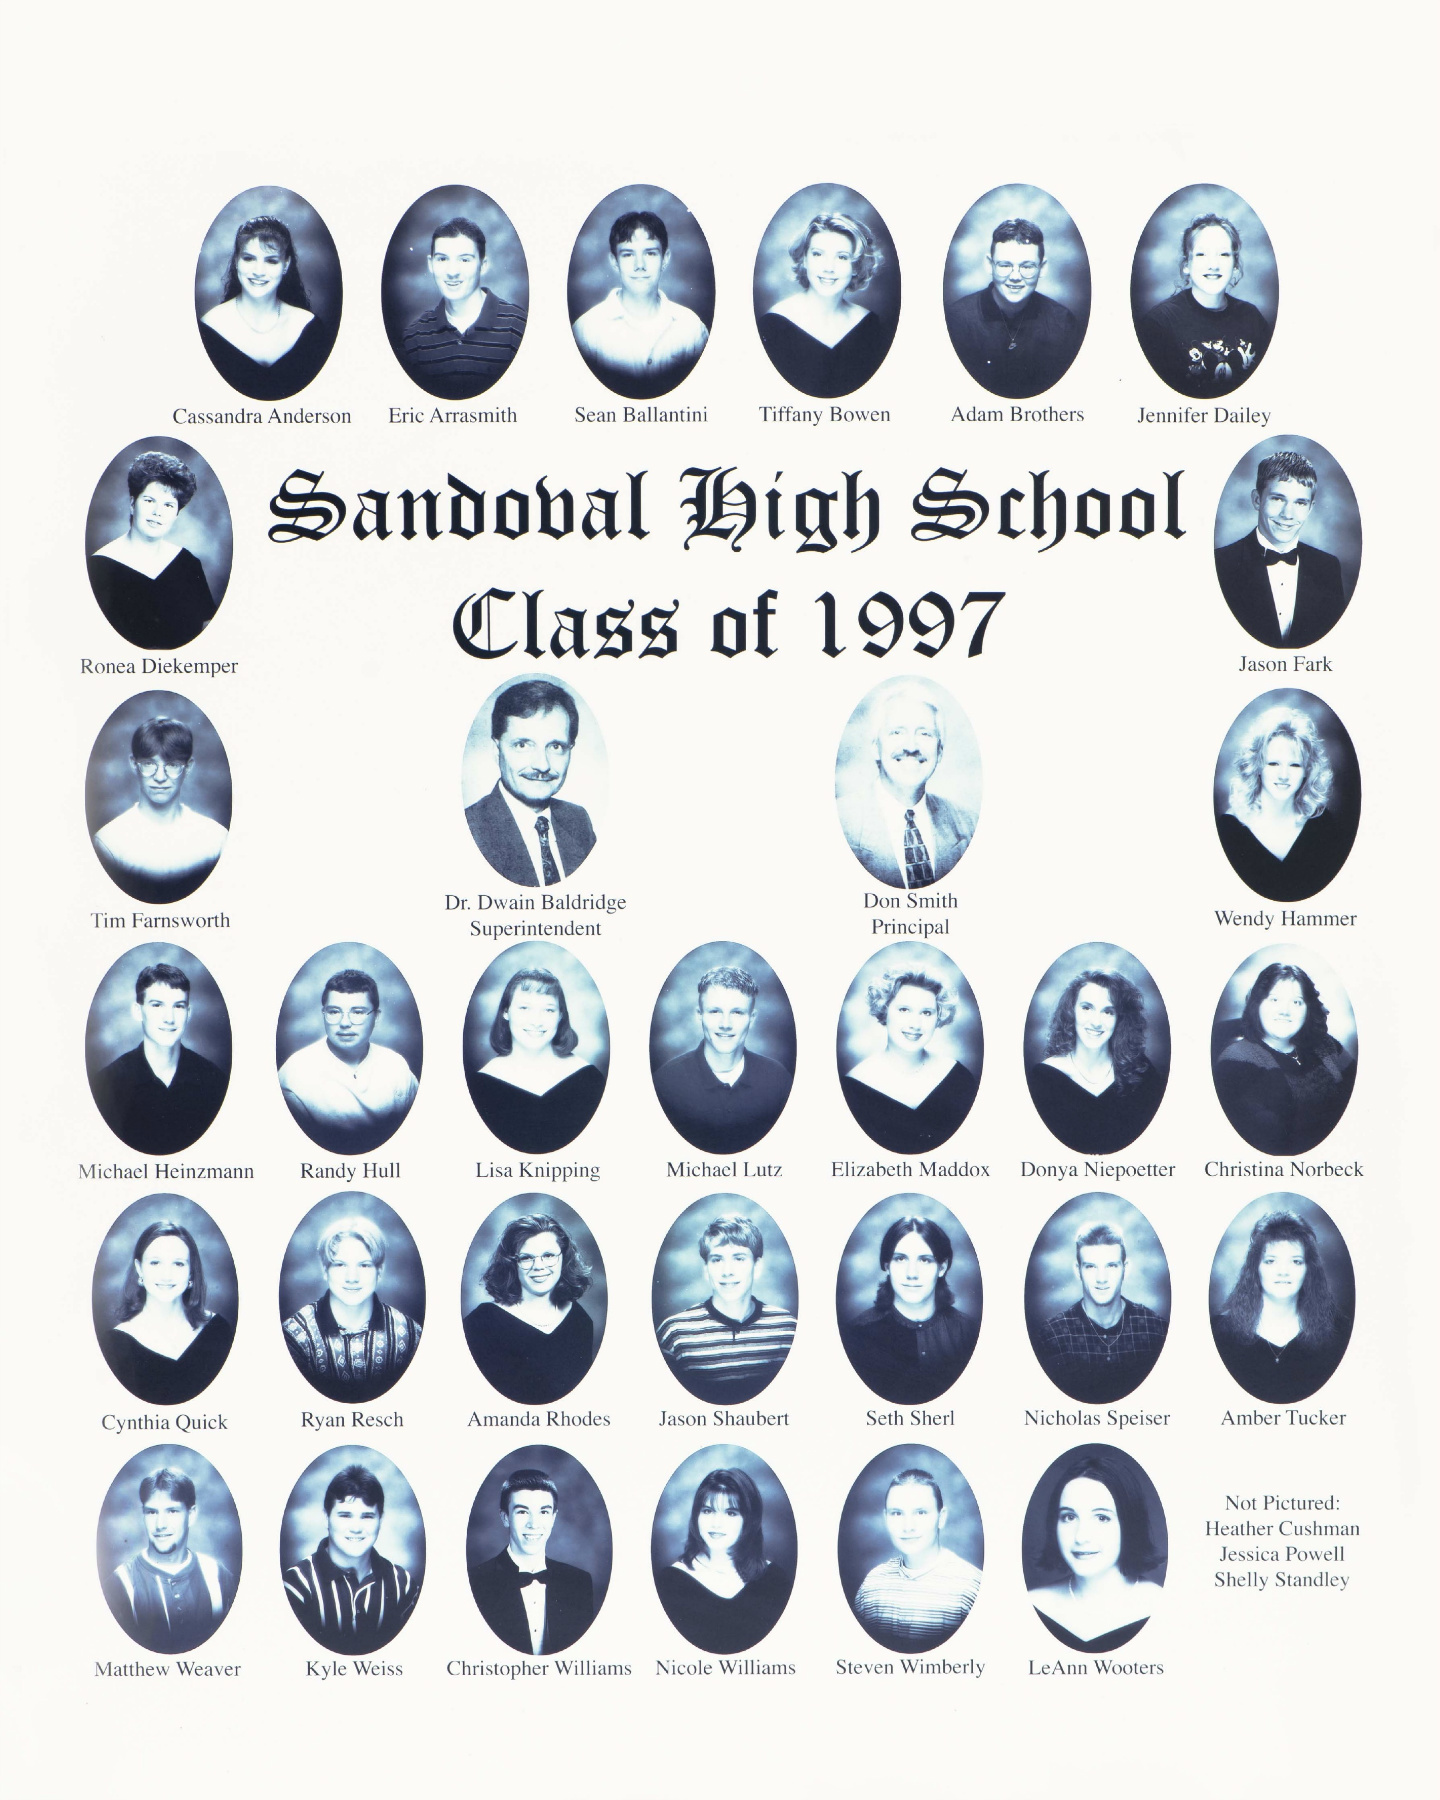 Cassandra Anderson
Eric Arrasmith
Sean Ballantini
Tiffany Bowen
Adam Brothers
Jennifer Dailey
Sandoval High School
Class of 1997
Ronea Diekemper
Jason Fark
Tim Farnsworth
Dr. Dwain Baldridge
Superintendent
Don Smith
Principal
Wendy Hammer
Michael Heinzmann
Randy Hull
Lisa Knipping
Michael Lutz
Elizabeth Maddox
Donya Niepoetter
Christina Norbeck
Cynthia Quick
Ryan Resch
Amanda Rhodes
Jason Shaubert
Seth Sherl
Nicholas Speiser
Amber Tucker
Not Pictured:
Heather Cushman
Jessica Powell
Shelly Standley
Matthew Weaver
Kyle Weiss
Christopher Williams
Nicole Williams
Steven Wimberly
LeAnn Wooters